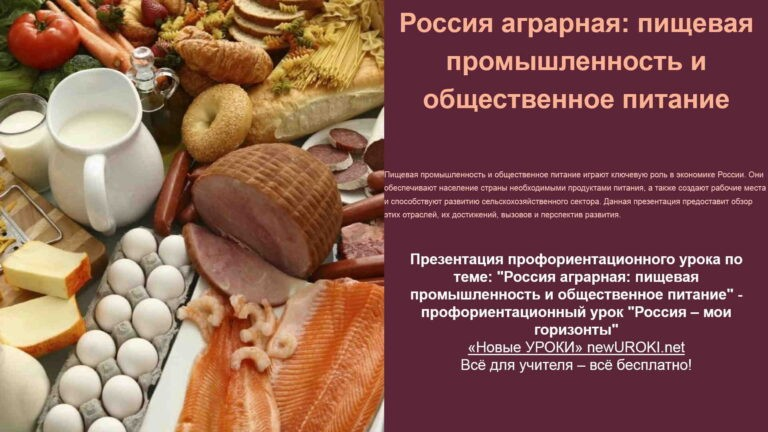 Россия аграрная: пищевая
промышленность и
общественное питание
Пищевая промышленность и общественное питание играют ключевую роль в экономике России. Они
обеспечивают население страны необходимыми продуктами питания, а также создают рабочие места
и способствуют развитию сельскохозяйственного сектора. Данная презентация предоставит обзор
этих отраслей, их достижений, вызовов и перспектив развития.
Презентация профориентационного урока по
теме: "Россия аграрная: пищевая
промышленность и общественное питание" -
профориентационный урок "Россия – мои
горизонты"
«Новые УРОКИ» newUROKI.net
Всё для учителя – всё бесплатно!